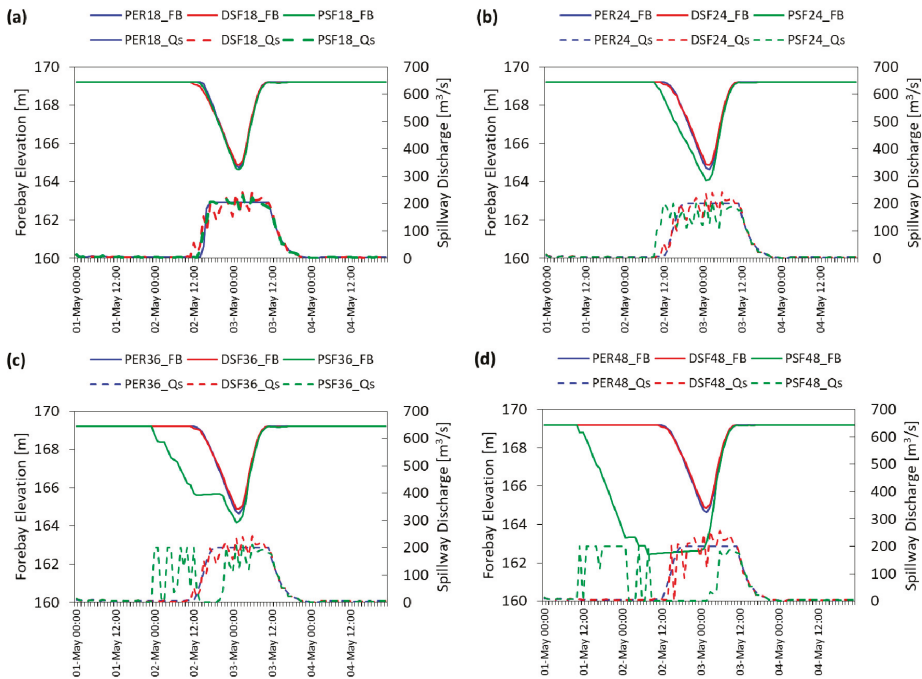 (a)
PER18_FB DSF18_FB PSF18_FB
PER18_Qs DSF18_Qs PSF18_Qs
Forebay Elevation [m]
170
168
166
164
162
160
700
600
500
400
300
200
100
0
Spillway Discharge [m³/s]
01-May 00:00
01-May 12:00
02-May 00:00
02-May 12:00
03-May 00:00
03-May 12:00
04-May 00:00
04-May 12:00
(b)
PER24_FB DSF24_FB PSF24_FB
PER24_Qs DSF24_Qs PSF24_Qs
Forebay Elevation [m]
170
168
166
164
162
160
700
600
500
400
300
200
100
0
Spillway Discharge [m³/s]
01-May 00:00
01-May 12:00
02-May 00:00
02-May 12:00
03-May 00:00
03-May 12:00
04-May 00:00
04-May 12:00
(c)
PER36_FB DSF36_FB PSF36_FB
PER36_Qs DSF36_Qs PSF36_Qs
Forebay Elevation [m]
170
168
166
164
162
160
700
600
500
400
300
200
100
0
Spillway Discharge [m³/s]
01-May 00:00
01-May 12:00
02-May 00:00
02-May 12:00
03-May 00:00
03-May 12:00
04-May 00:00
04-May 12:00
(d)
PER48_FB DSF48_FB PSF48_FB
PER48_Qs DSF48_Qs PSF48_Qs
Forebay Elevation [m]
170
168
166
164
162
160
700
600
500
400
300
200
100
0
Spillway Discharge [m³/s]
01-May 00:00
01-May 12:00
02-May 00:00
02-May 12:00
03-May 00:00
03-May 12:00
04-May 00:00
04-May 12:00